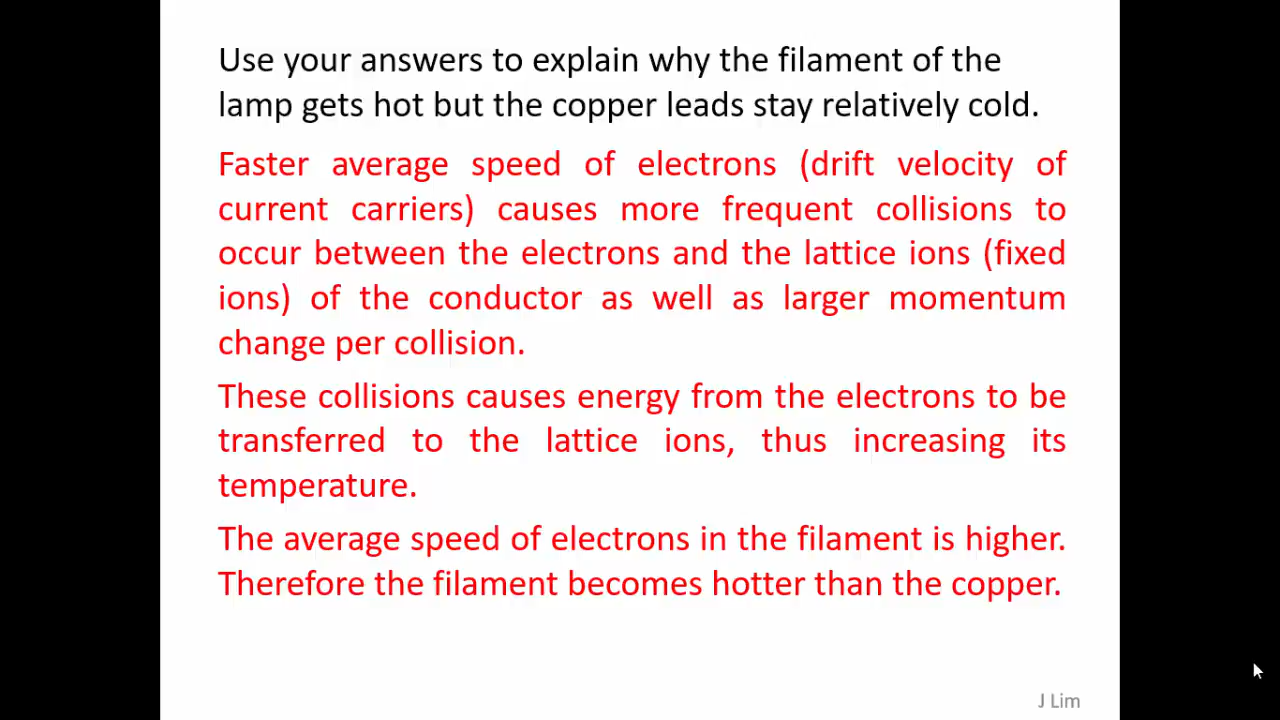 Use your answers to explain why the filament of the
lamp gets hot but the copper leads stay relatively cold.
Faster average speed of electrons (drift velocity of
current carriers) causes more frequent collisions to
occur between the electrons and the lattice ions (fixed
ions) of the conductor as well as larger momentum
change per collision.
These collisions causes energy from the electrons to be
transferred to the lattice ions, thus increasing its
temperature.
The average speed of electrons in the filament is higher.
Therefore the filament becomes hotter than the copper.
J Lim